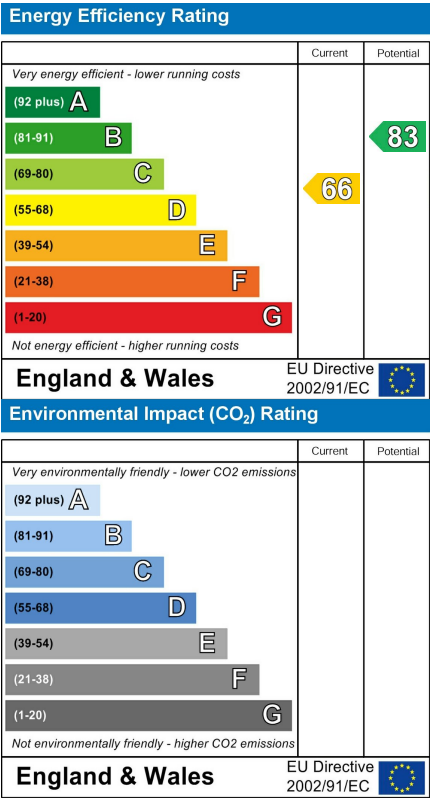 Energy Efficiency Rating
Current Potential
Very energy efficient - lower running costs
(92 plus) A
(81-91) B
83
(69-80) C
66
(55-68) D
(39-54) E
(21-38) F
(1-20) G
Not energy efficient - higher running costs
England & Wales
EU Directive
2002/91/EC
Environmental Impact (CO₂) Rating
Current Potential
Very environmentally friendly - lower CO2 emissions
(92 plus) A
(81-91) B
(69-80) C
(55-68) D
(39-54) E
(21-38) F
(1-20) G
Not environmentally friendly - higher CO2 emissions
England & Wales
EU Directive
2002/91/EC